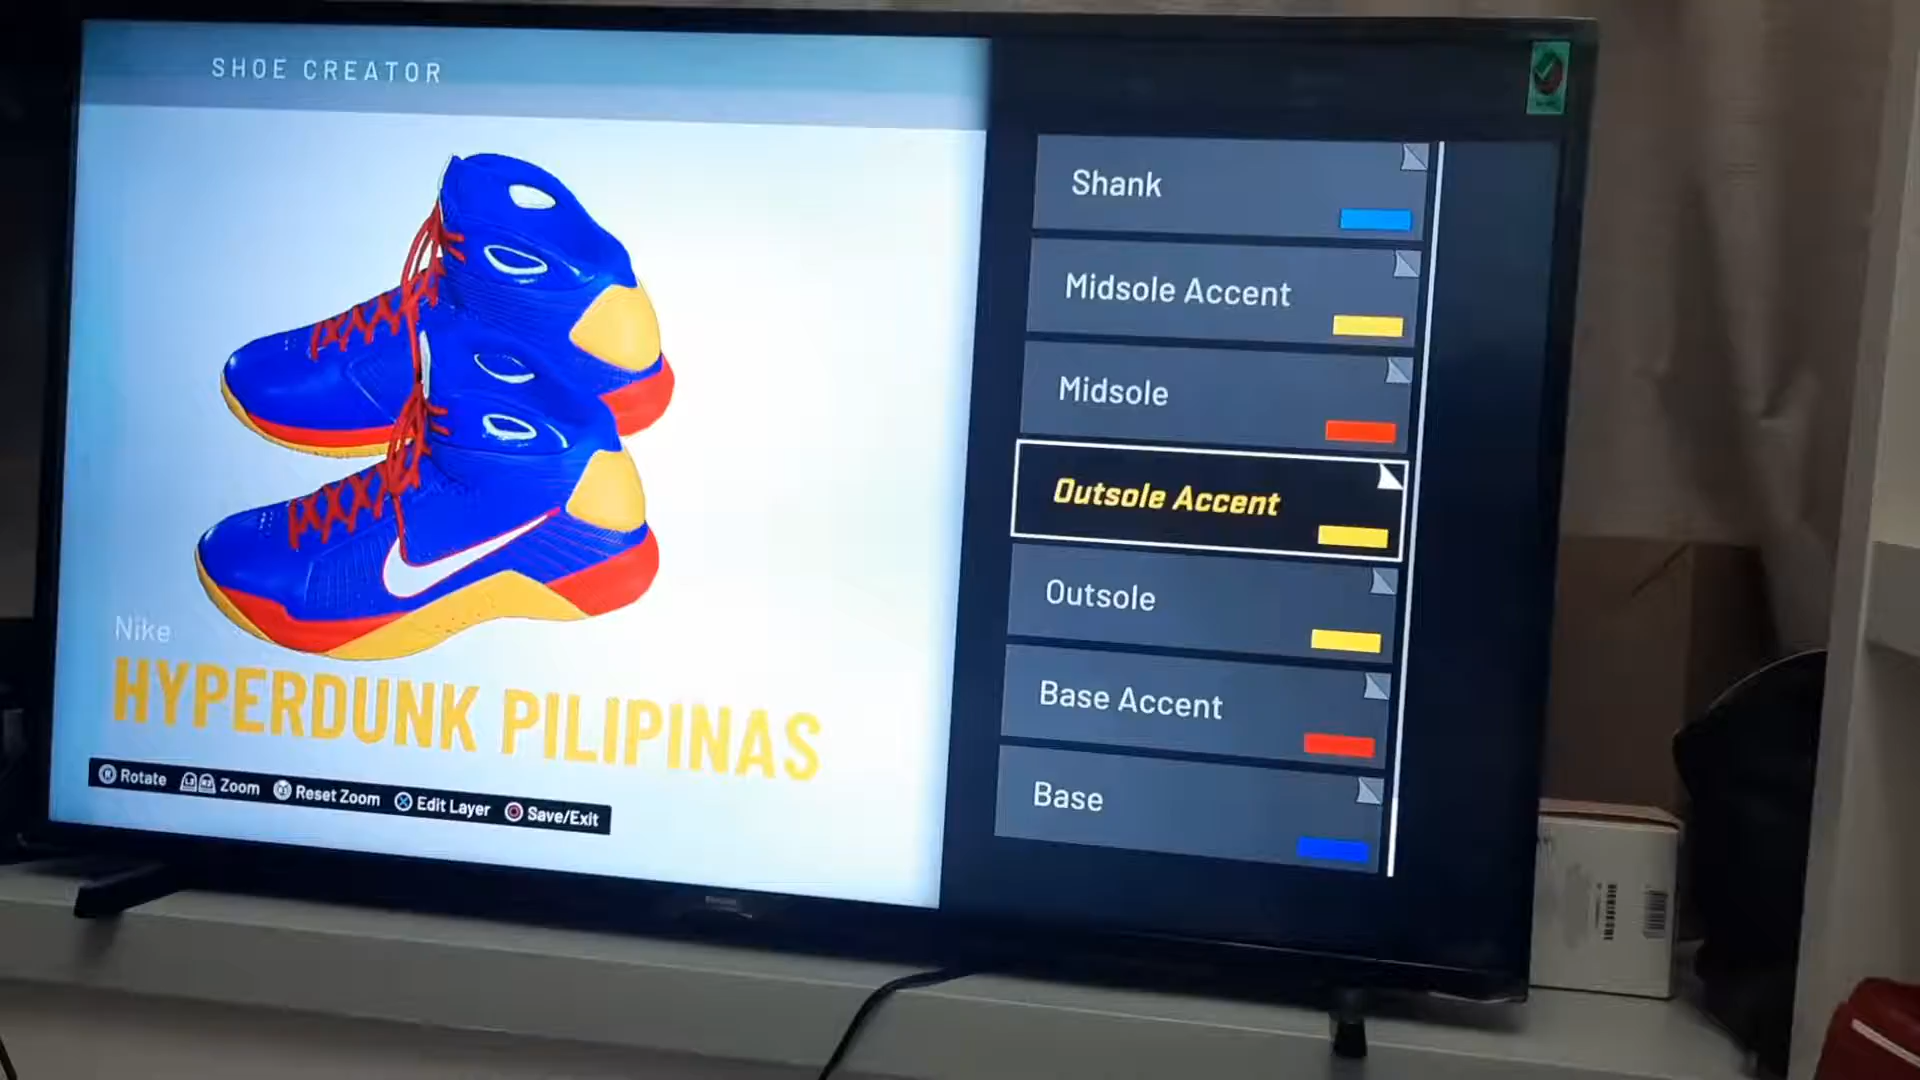 SHOE CREATOR
Nike
HYPERDUNK PILIPINAS
Rotate Zoom Reset Zoom Edit Layer Save/Exit
Shank
Midsole Accent
Midsole
Outsole Accent
Outsole
Base Accent
Base